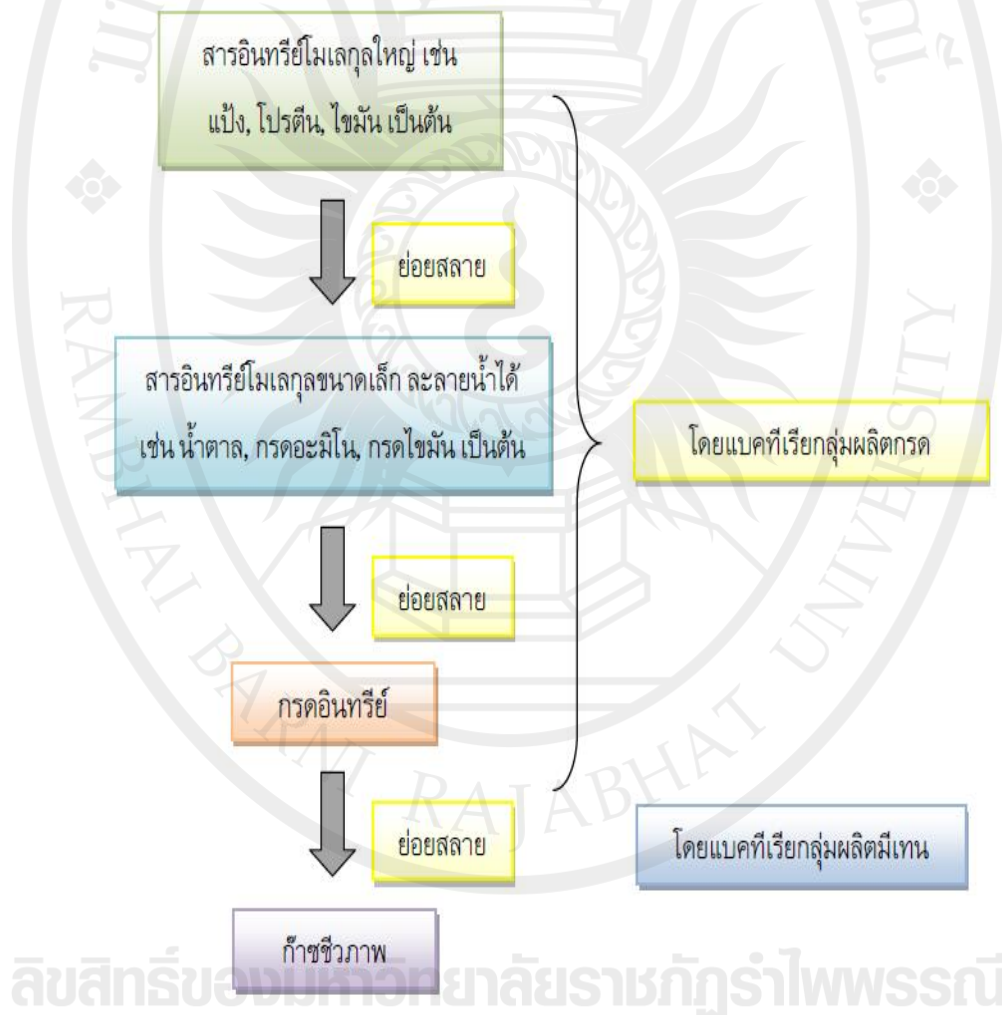 สารอินทรีย์โมเลกุลใหญ่ เช่น
แป้ง, โปรตีน, ไขมัน เป็นต้น
ย่อยสลาย
สารอินทรีย์โมเลกุลขนาดเล็ก ละลายน้ำได้
เช่น น้ำตาล, กรดอะมิโน, กรดไขมัน เป็นต้น
โดยแบคทีเรียกลุ่มผลิตกรด
ย่อยสลาย
กรดอินทรีย์
ย่อยสลาย
โดยแบคทีเรียกลุ่มผลิตมีเทน
ก๊าซชีวภาพ
RAMBHAI BARNI RAJABHAT UNIVERSITY
ลิขสิทธิ์ของมหาวิทยาลัยราชภัฏรำไพพรรณี